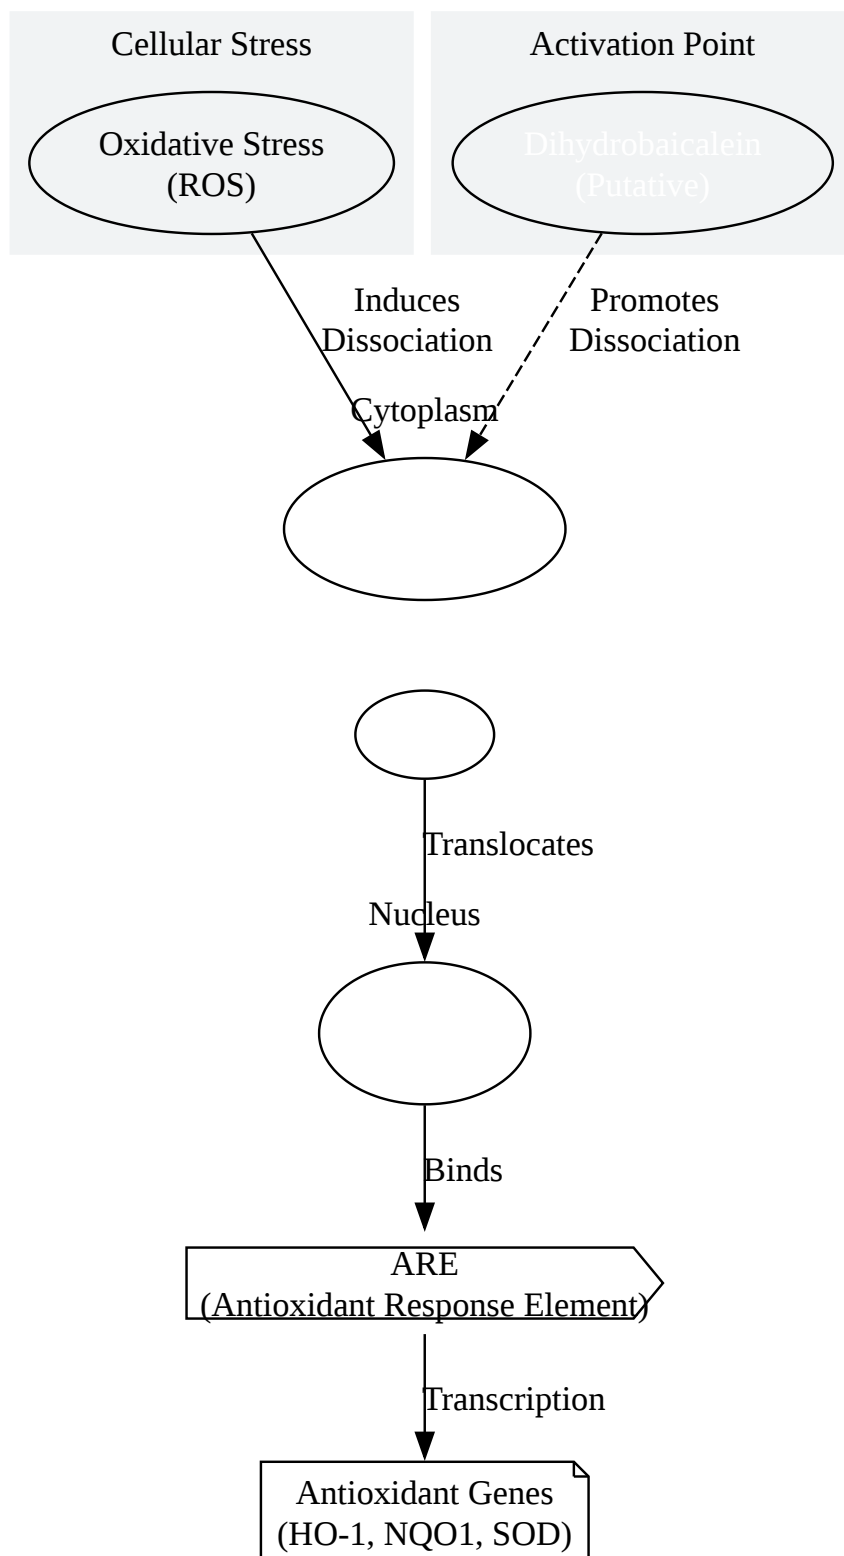 Cellular Stress
Activation Point
Oxidative Stress
(ROS)
Dihydrobaicalein
(Putative)
Induces
Dissociation
Promotes
Dissociation
Cytoplasm
Translocates
Nucleus
Binds
ARE
(Antioxidant Response Element)
Transcription
Antioxidant Genes
(HO-1, NQO1, SOD)